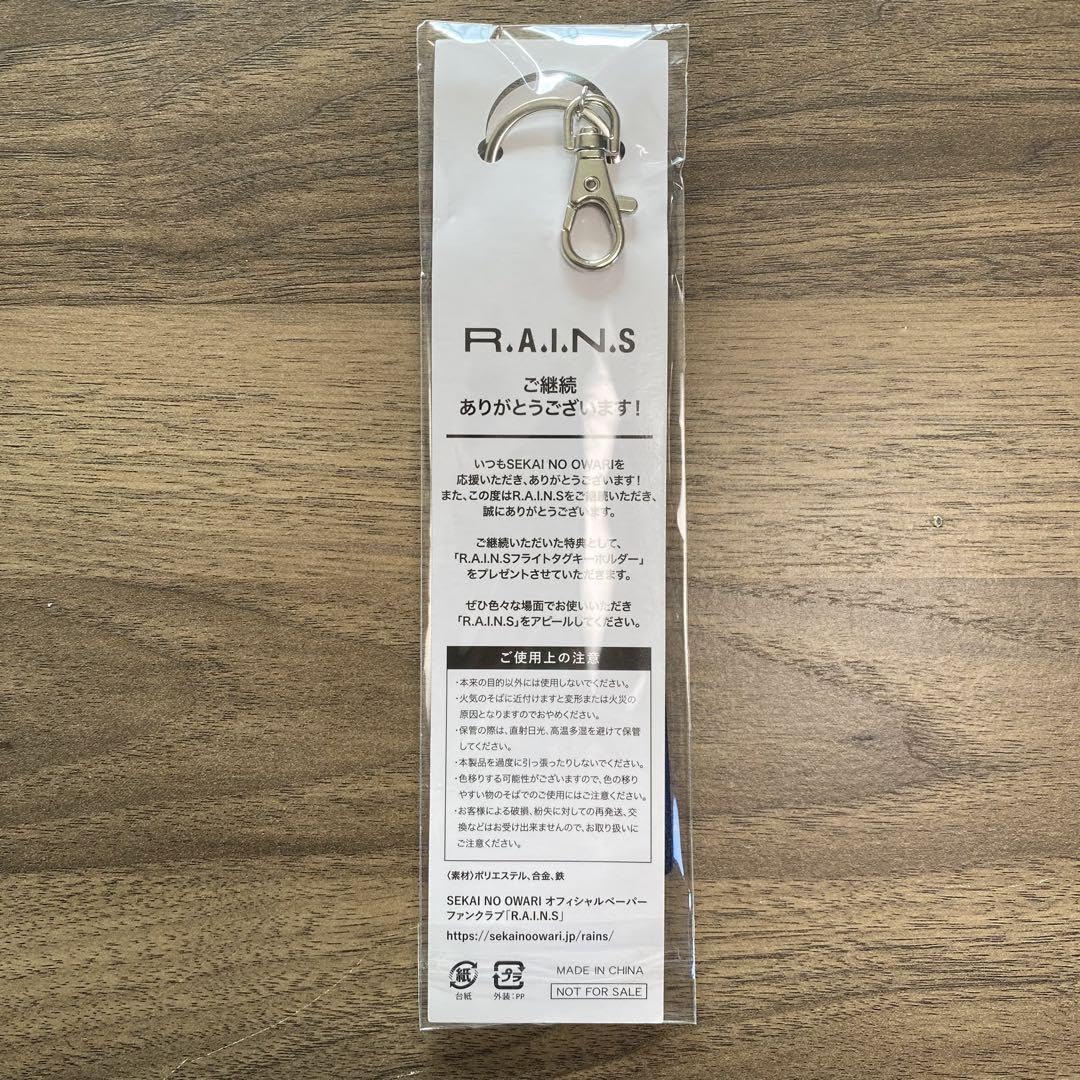 R.A.I.N.S
ご継続
ありがとうございます!
いつもSEKAI NO OWARIを
応援いただき、ありがとうございます!
また、この度はR.A.I.N.Sをご継続いただき、
誠にありがとうございます。
ご継続いただいた特典として、
「R.A.I.N.Sフライトタグキーホルダー」
をプレゼントさせていただきます。
ぜひ色々な場面でお使いいただき
「R.A.I.N.S」をアピールしてください。
ご使用上の注意
・本来の目的以外には使用しないでください。
・火気のそばに近付けますと変形または火災の
原因となりますのでおやめください。
・保管の際は、直射日光、高温多湿を避けて保管
してください。
・本製品を過度に引っ張ったりしないでください。
・色移りする可能性がございますので、色の移り
やすい物のそばでのご使用にはご注意ください。
・お客様による破損、紛失に対しての再発送、交
換などはお受け出来ませんので、お取り扱いに
ご注意ください。
〈素材〉ポリエステル、合金、鉄
SEKAI NO OWARI オフィシャルペーパー
ファンクラブ「R.A.I.N.S」
https://sekainoowari.jp/rains/
紙 プラ MADE IN CHINA
台紙 外装:PP NOT FOR SALE